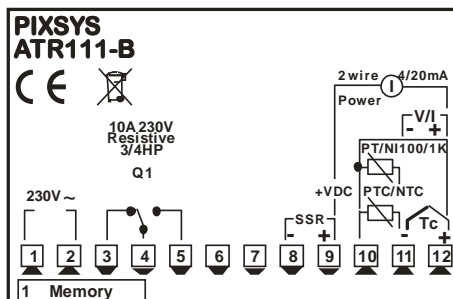 PIXSYS
ATR111-B
CE
2 wire 4/20mA
I
Power
V/I
- +
10A 230V
Resistive
3/4HP
PT/NI100/1K
Q1
+VDC PTC/NTC
230V ~
SSR
Tc
- +
- +
1 2 3 4 5 6 7 8 9 10 11 12
1 Memory